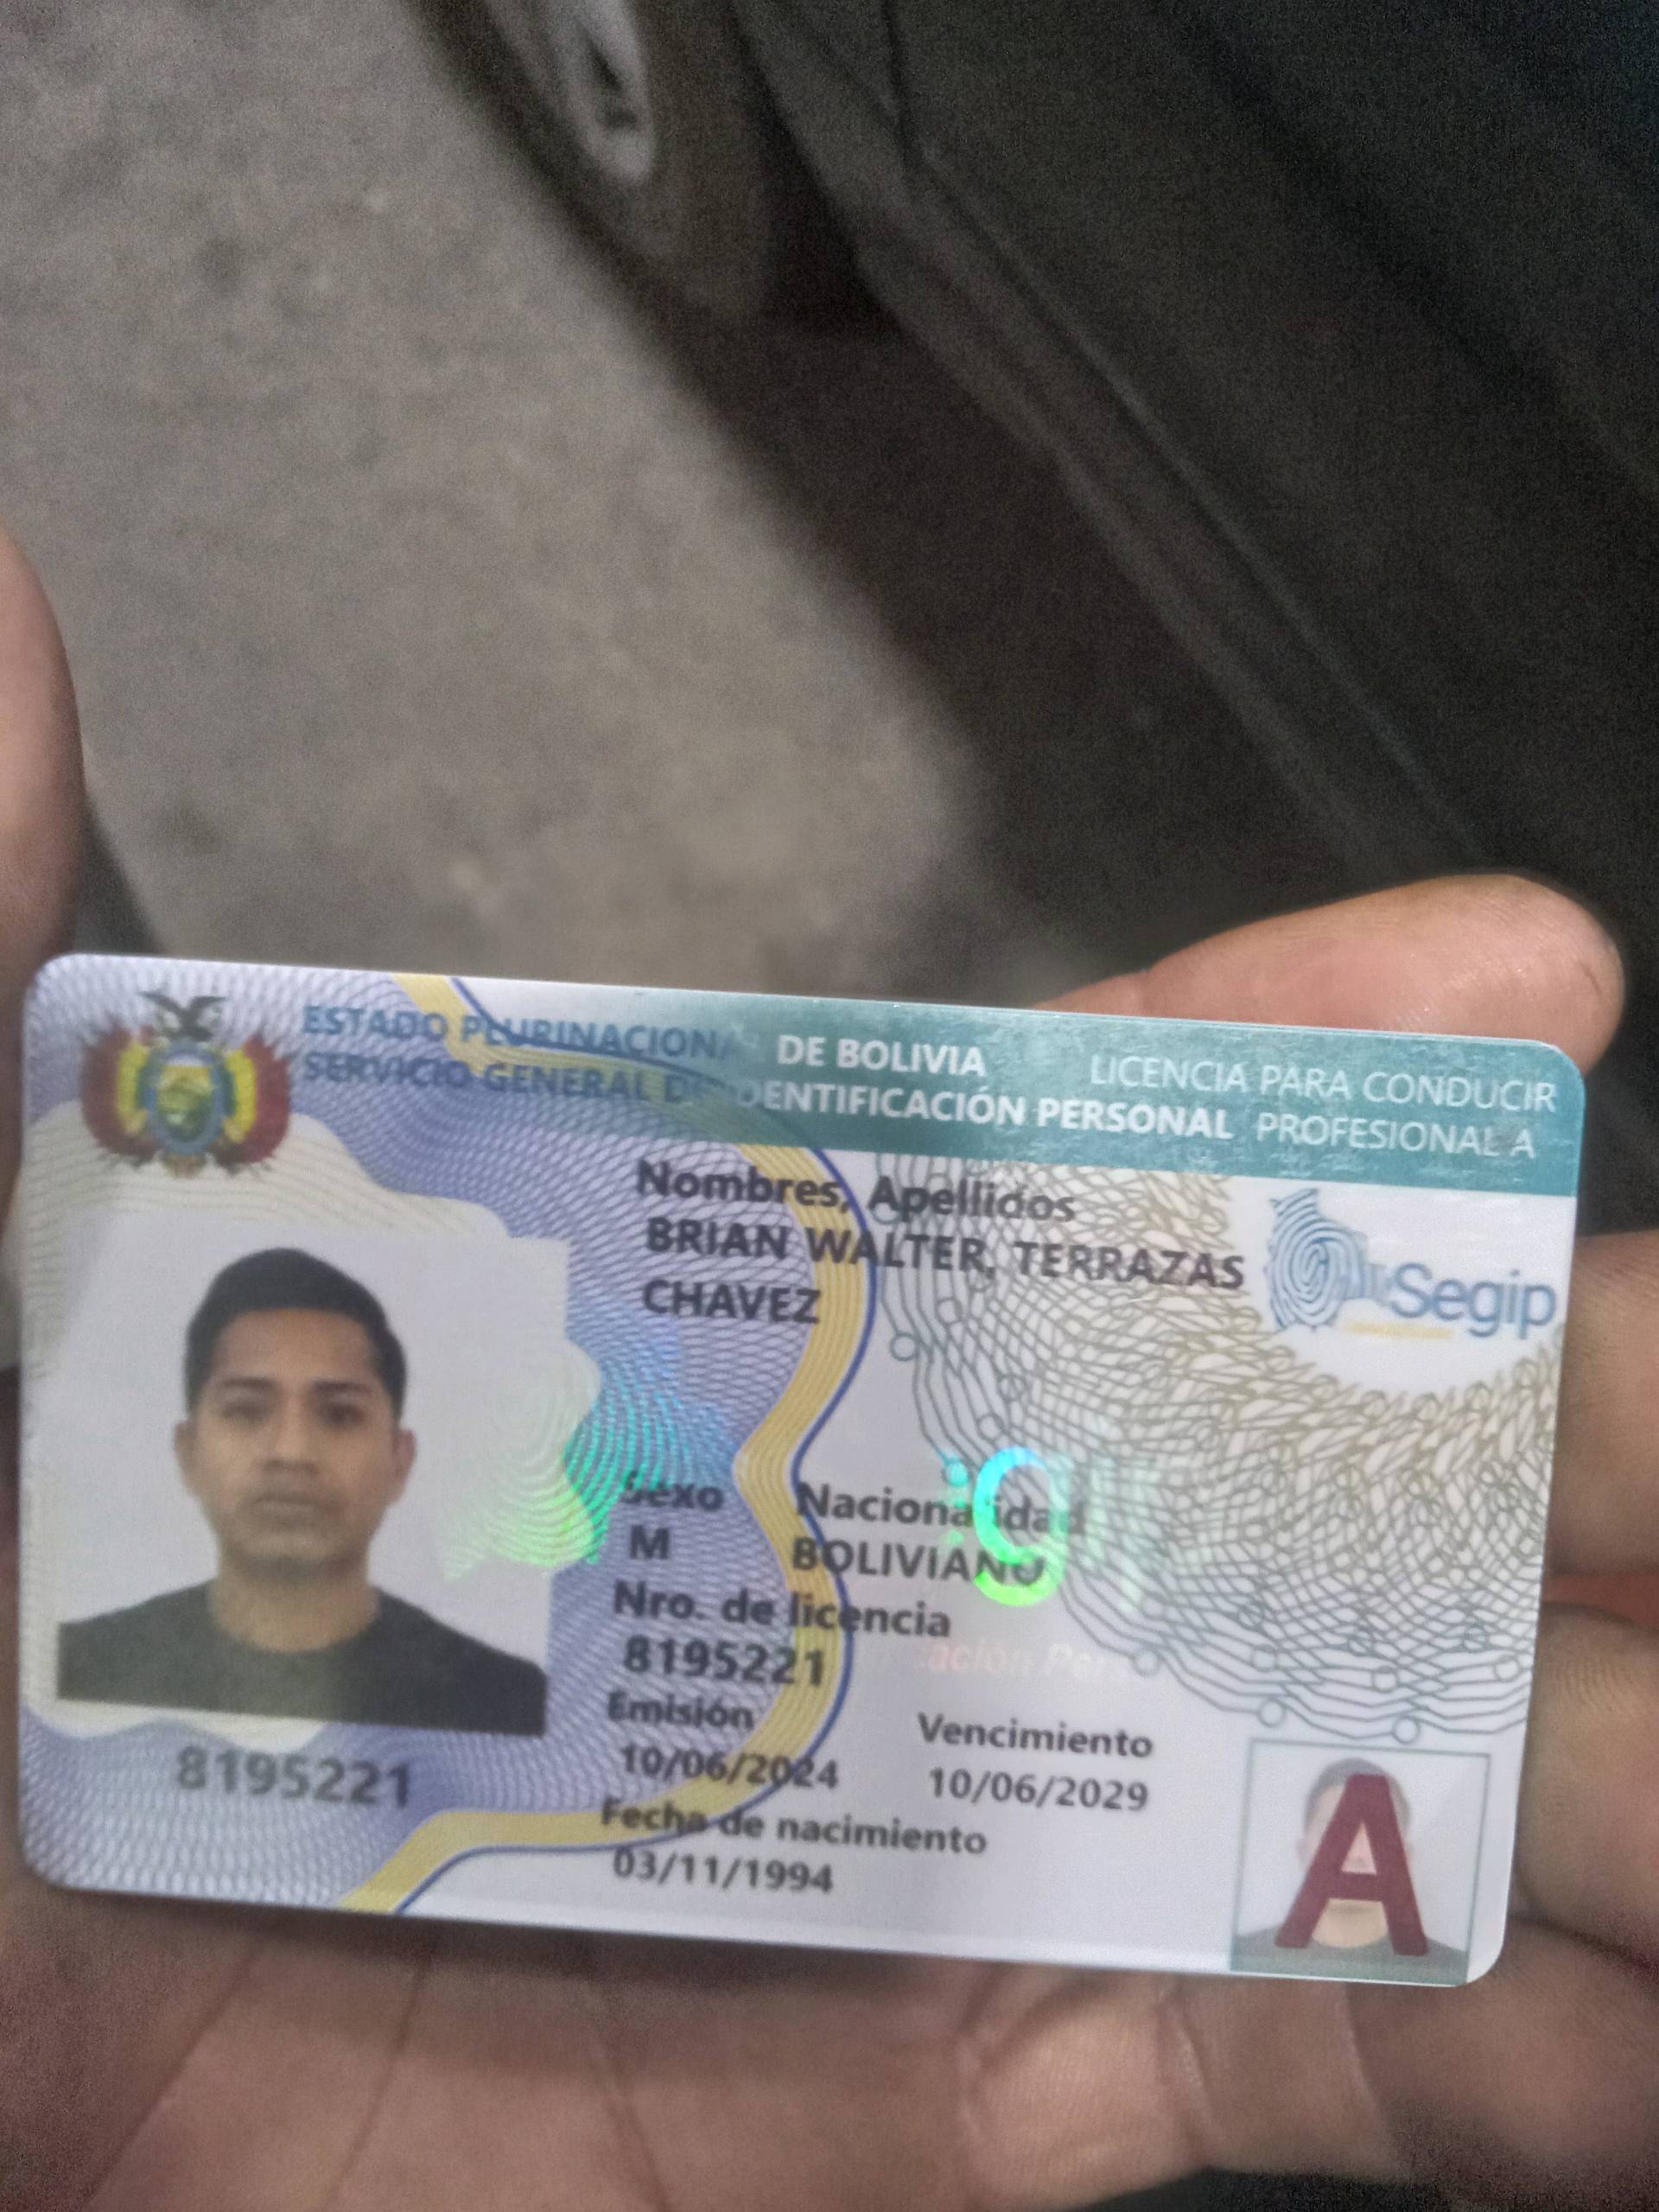 ESTADO PLURINACIONAL DE BOLIVIA
SERVICIO GENERAL DE IDENTIFICACIÓN PERSONAL
LICENCIA PARA CONDUCIR
PROFESIONAL A
Nombres, Apellidos
BRIAN WALTER, TERRAZAS
CHAVEZ
Segip
Sexo Nacionalidad
M BOLIVIANO
g
Nro. de licencia
8195221
Emisión Vencimiento
10/06/2024 10/06/2029
Fecha de nacimiento
03/11/1994
8195221
A